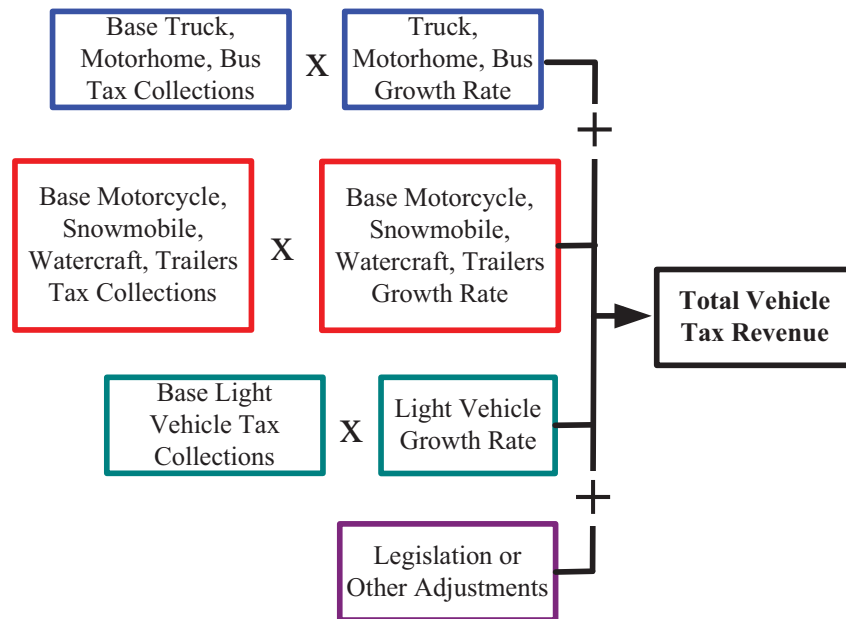 Base Truck,
Motorhome, Bus
Tax Collections
X
Truck,
Motorhome, Bus
Growth Rate
+
Base Motorcycle,
Snowmobile,
Watercraft, Trailers
Tax Collections
X
Base Motorcycle,
Snowmobile,
Watercraft, Trailers
Growth Rate
Total Vehicle
Tax Revenue
Base Light
Vehicle Tax
Collections
X
Light Vehicle
Growth Rate
+
Legislation or
Other Adjustments